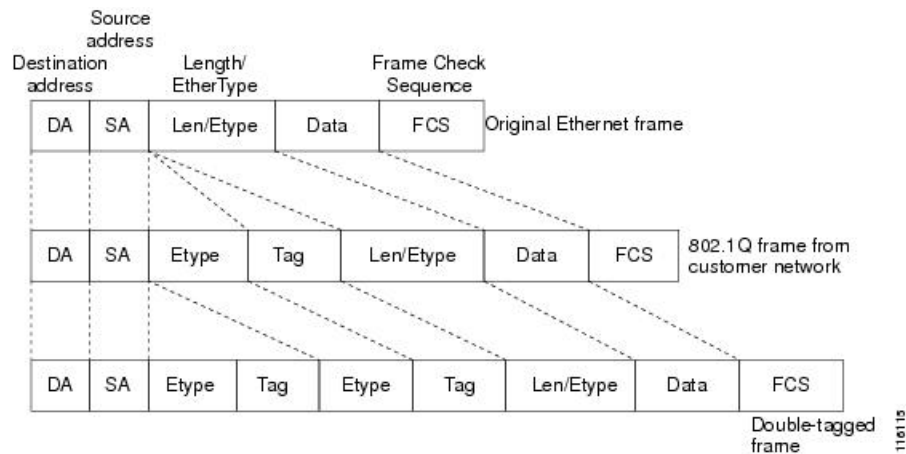 Source
address
Destination
address
Length/
EtherType
Frame Check
Sequence
DA SA Len/Etype Data FCS Original Ethernet frame
DA SA Etype Tag Len/Etype Data FCS 802.1Q frame from
customer network
DA SA Etype Tag Etype Tag Len/Etype Data FCS
Double-tagged
frame
116115